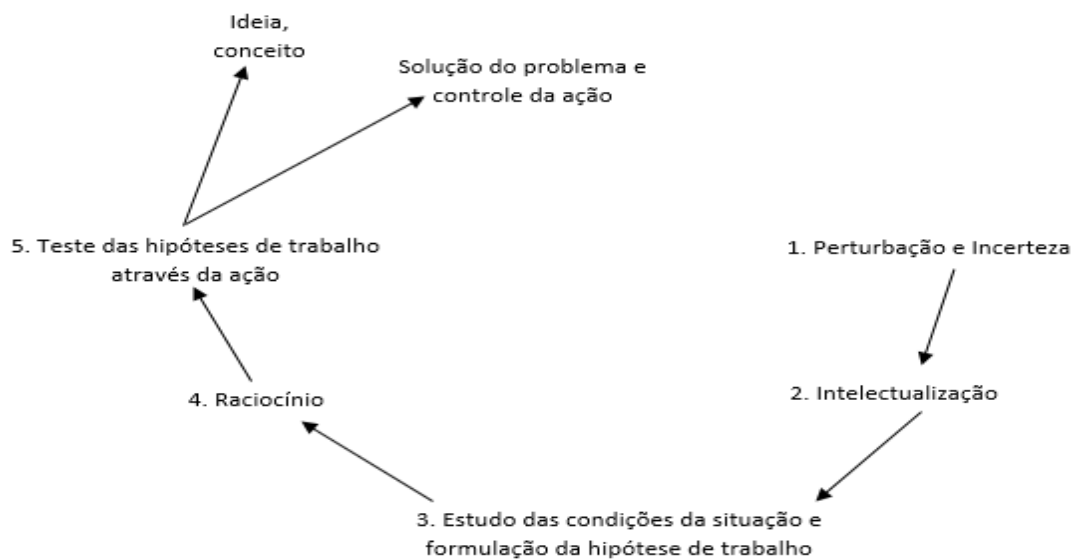 Ideia,
conceito
Solução do problema e
controle da ação
5. Teste das hipóteses de trabalho
através da ação
1. Perturbação e Incerteza
4. Raciocínio
2. Intelectualização
3. Estudo das condições da situação e
formulação da hipótese de trabalho